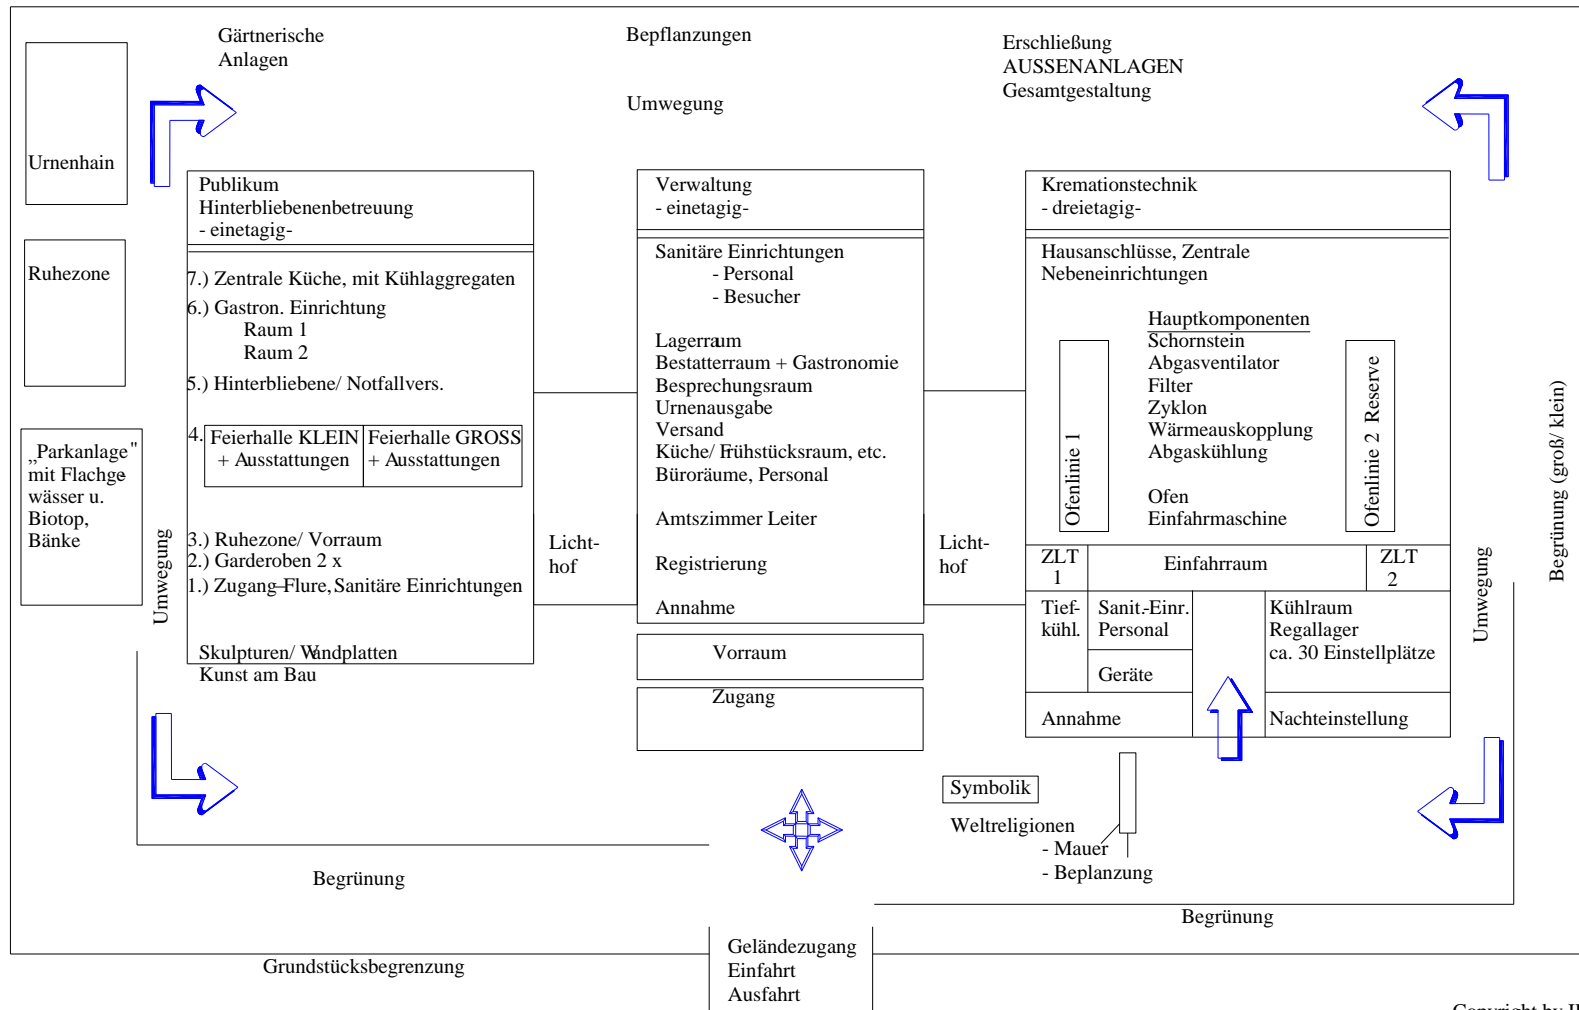 Gärtnerische
Anlagen
Bepflanzungen
Umwegung
Erschließung
AUSSENANLAGEN
Gesamtgestaltung
Urnenhain
Ruhezone
„Parkanlage"
mit Flachge-
wässer u.
Biotop,
Bänke
Umwegung
Publikum
Hinterbliebenenbetreuung
- einetagig-
7.) Zentrale Küche, mit Kühlaggregaten
6.) Gastron. Einrichtung
Raum 1
Raum 2
5.) Hinterbliebene/ Notfallvers.
4.
Feierhalle KLEIN
+ Ausstattungen
Feierhalle GROSS
+ Ausstattungen
3.) Ruhezone/ Vorraum
2.) Garderoben 2 x
1.) Zugang–Flure, Sanitäre Einrichtungen
Skulpturen/ Wandplatten
Kunst am Bau
Licht-
hof
Verwaltung
- einetagig-
Sanitäre Einrichtungen
- Personal
- Besucher
Lagerraum
Bestatterraum + Gastronomie
Besprechungsraum
Urnenausgabe
Versand
Küche/ Frühstücksraum, etc.
Büroräume, Personal
Amtszimmer Leiter
Registrierung
Annahme
Vorraum
Zugang
Licht-
hof
Kremationstechnik
- dreietagig-
Hausanschlüsse, Zentrale
Nebeneinrichtungen
Hauptkomponenten
Schornstein
Abgasventilator
Filter
Zyklon
Wärmeauskopplung
Abgaskühlung
Ofen
Einfahrmaschine
Ofenlinie 1
Ofenlinie 2 Reserve
ZLT
1
Einfahrraum
ZLT
2
Tief-
kühl.
Sanit.-Einr.
Personal
Geräte
Kühlraum
Regallager
ca. 30 Einstellplätze
Annahme
Nachteinstellung
Umwegung
Begrünung (groß/ klein)
Symbolik
Weltreligionen
- Mauer
- Beplanzung
Begrünung
Begrünung
Grundstücksbegrenzung
Geländezugang
Einfahrt
Ausfahrt